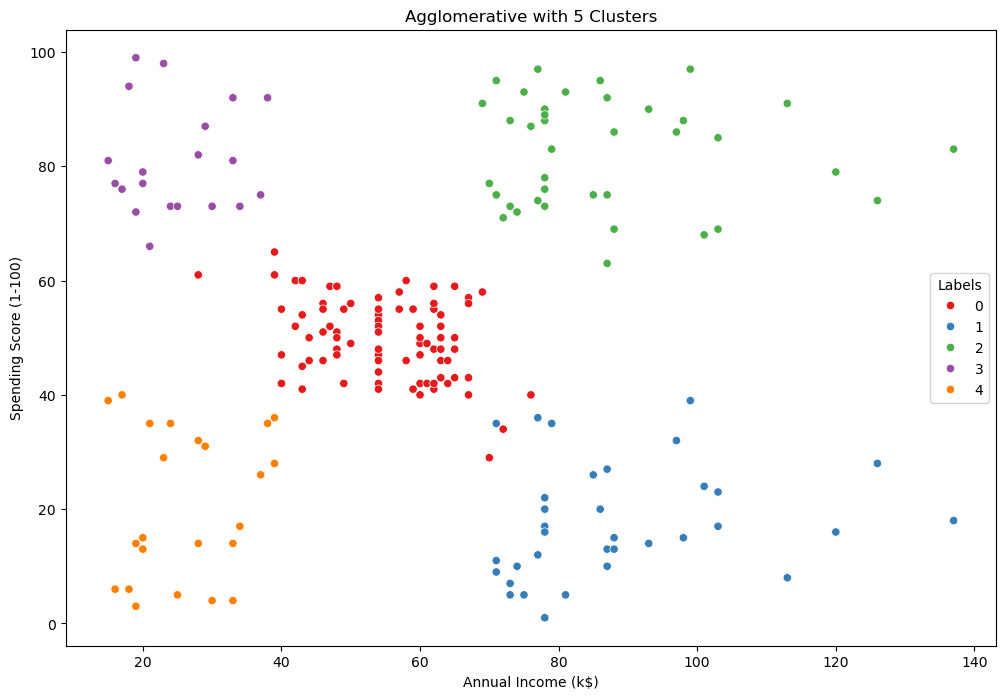 Agglomerative with 5 Clusters
Spending Score (1-100)
100
80
60
40
20
0
Labels
0
1
2
3
4
20 40 60 80 100 120 140
Annual Income (k$)